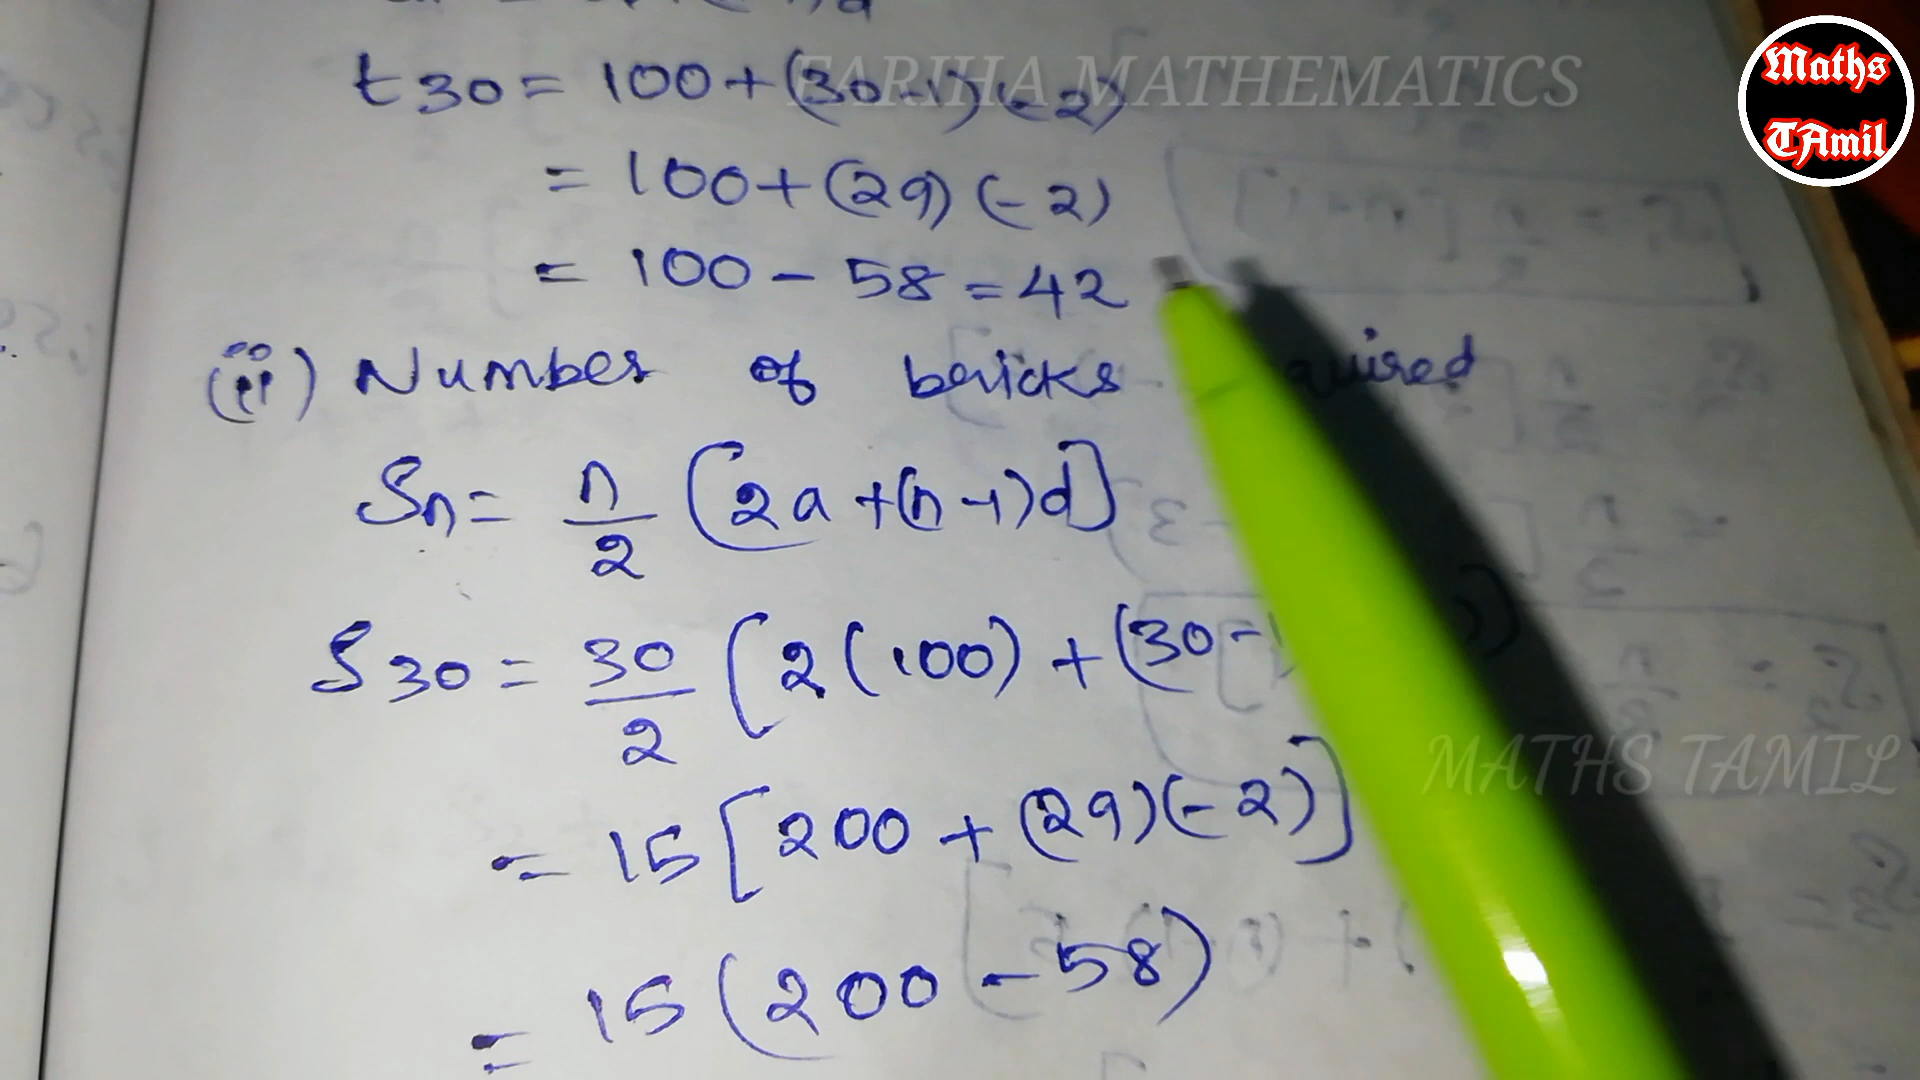 t30 = 100 + (30-1)(-2)
= 100 + (29)(-2)
= 100 - 58 = 42
(ii) Number of bricks
Sn = n/2 [2a + (n-1)d]
S30 = 30/2 [2(100) + (30-1
= 15 [200 + (29)(-2)]
= 15 (200 - 58)
FARIHA MATHEMATICS
Maths
TAmil
MATHS TAMIL